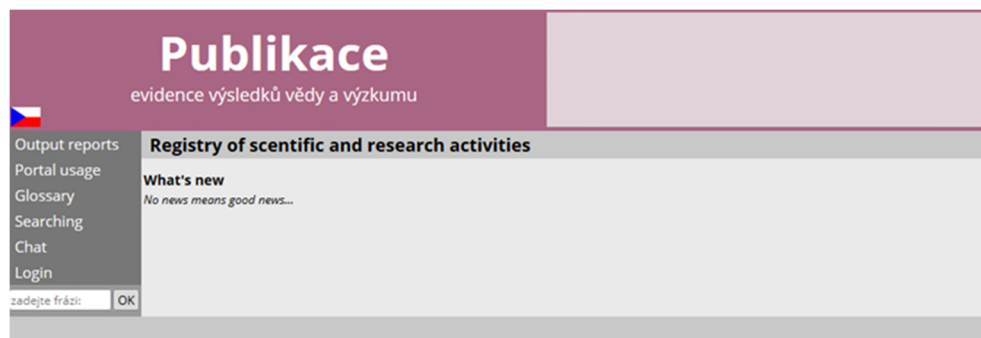 Publikace
evidence výsledků vědy a výzkumu
Output reports
Portal usage
Glossary
Searching
Chat
Login
zadejte frázi:
OK
Registry of scentific and research activities
What's new
No news means good news...